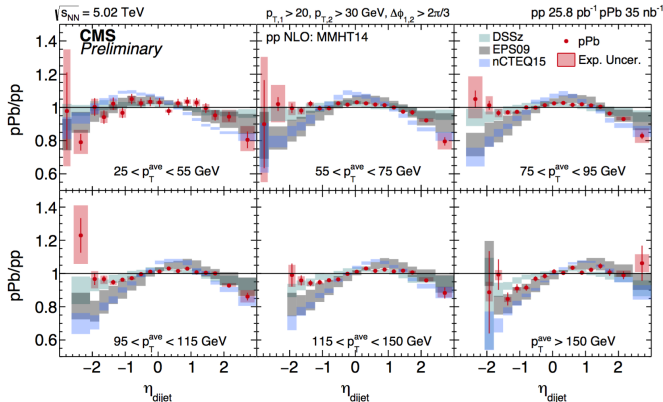 √sNN = 5.02 TeV pT,1 > 20, pT,2 > 30 GeV, Δϕ1,2 > 2π/3 pp 25.8 pb-1 pPb 35 nb-1
CMS
Preliminary
pp NLO: MMHT14
DSSz
EPS09
nCTEQ15
pPb
Exp. Uncer.
pPb/pp
1.4
1.2
1
0.8
0.6
25 < pTave < 55 GeV
55 < pTave < 75 GeV
75 < pTave < 95 GeV
pPb/pp
1.4
1.2
1
0.8
0.6
95 < pTave < 115 GeV
115 < pTave < 150 GeV
pTave > 150 GeV
−2 −1 0 1 2 −2 −1 0 1 2 −2 −1 0 1 2
ηdijet ηdijet ηdijet